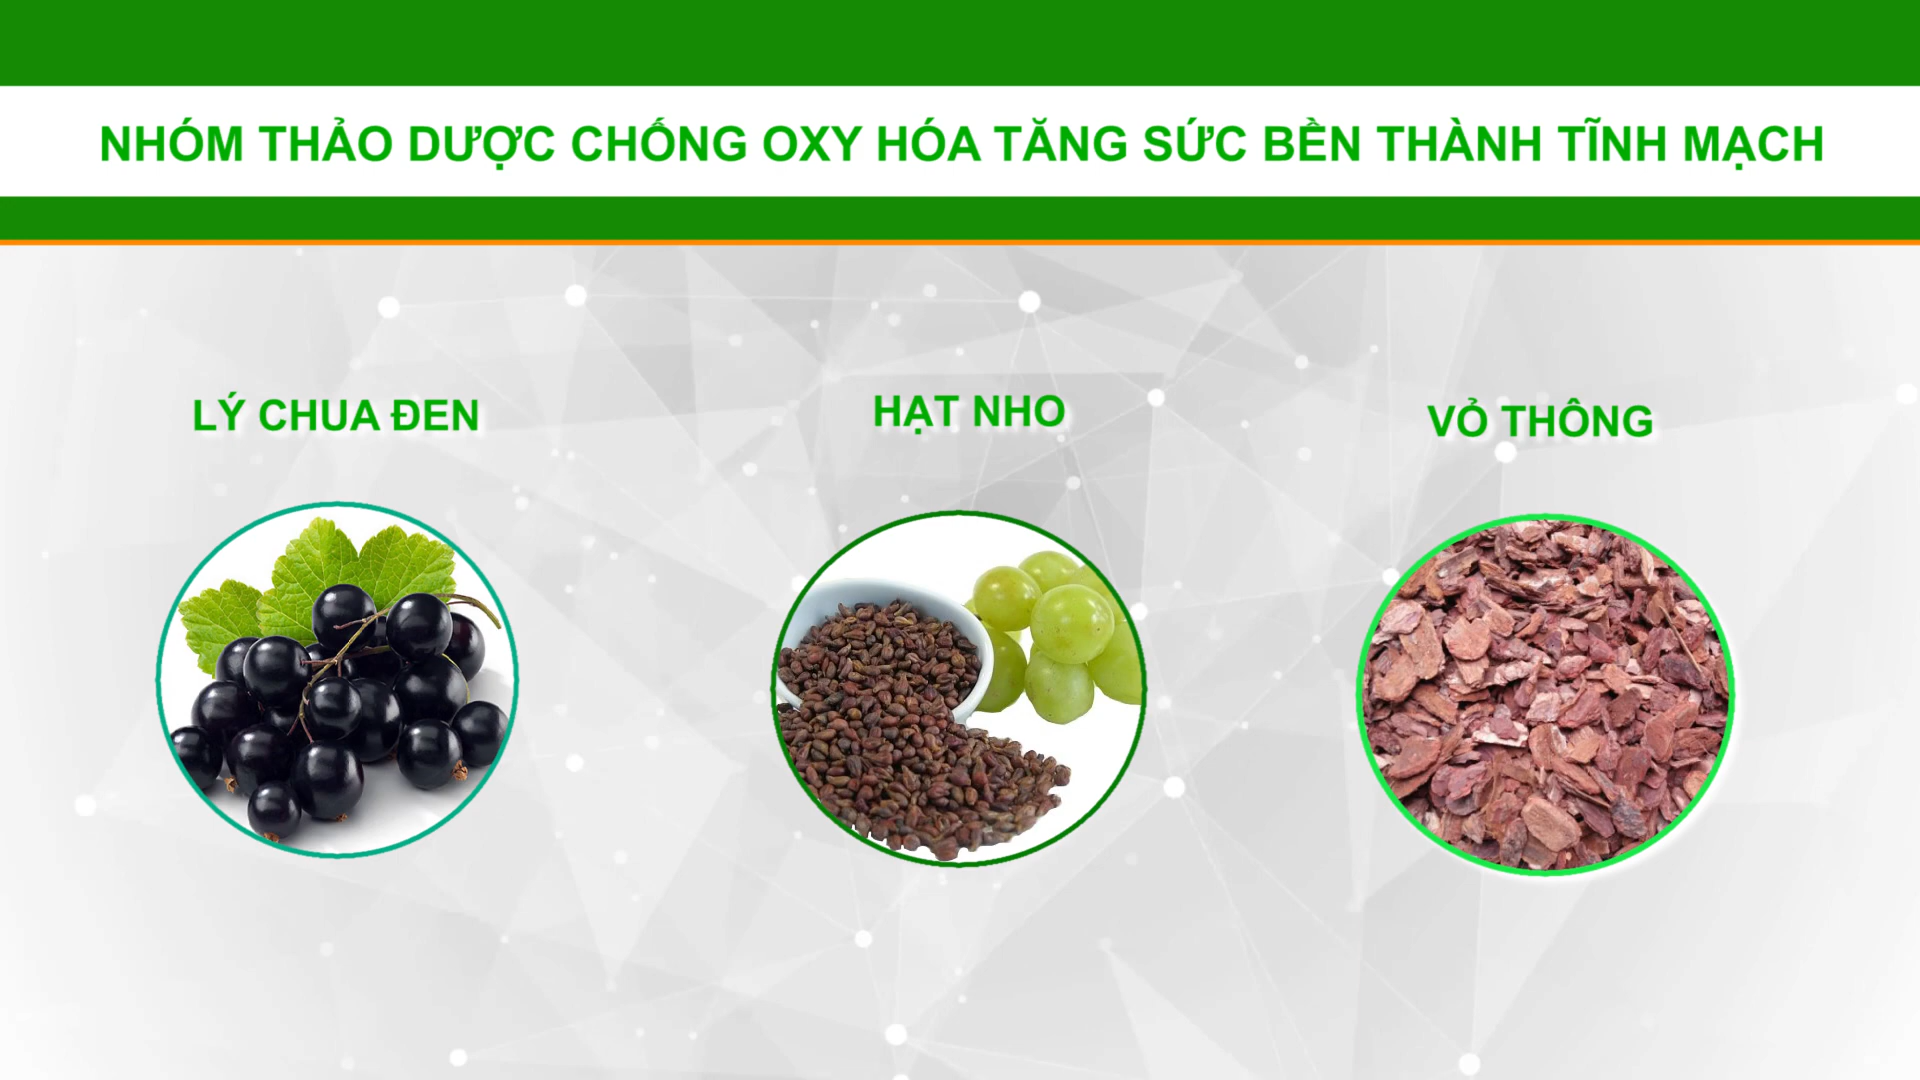 NHÓM THẢO DƯỢC CHỐNG OXY HÓA TĂNG SỨC BỀN THÀNH TĨNH MẠCH
LÝ CHUA ĐEN
HẠT NHO
VỎ THÔNG